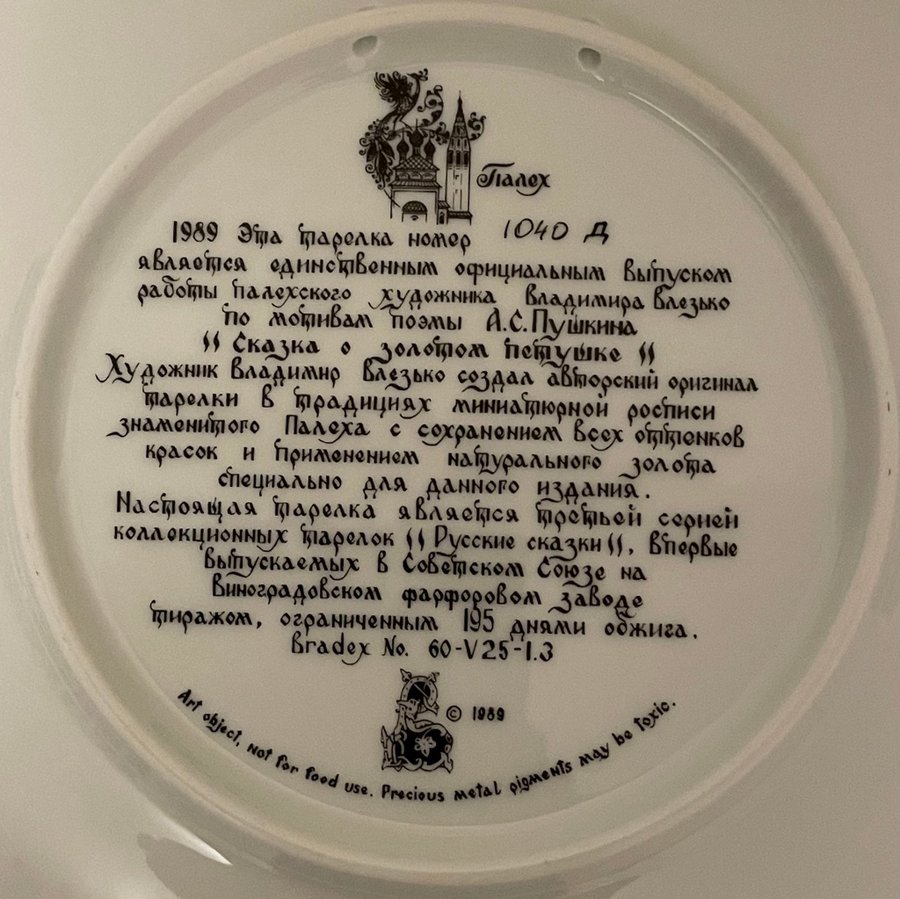 Палех
1989 Эта тарелка номер 1040 Д
является единственным официальным выпуском
работы палехского художника Владимира Влезько
по мотивам поэмы А.С.Пушкина
"Сказка о золотом петушке"
Художник Владимир Влезько создал авторский оригинал
тарелки в традициях миниатюрной росписи
знаменитого Палеха с сохранением всех оттенков
красок и применением натурального золота
специально для данного издания.
Настоящая тарелка является третьей серией
коллекционных тарелок "Русские сказки", впервые
выпускаемых в Советском Союзе на
Виноградовском фарфоровом заводе
тиражом, ограниченным 195 днями обжига.
Bradex No. 60-V25-1.3
© 1989
Art object, not for food use. Precious metal pigments may be toxic.